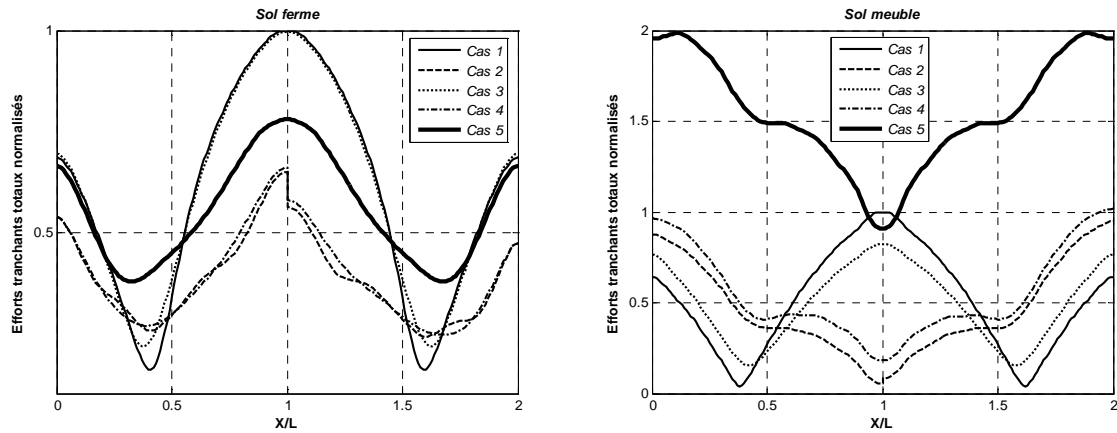 Sol ferme
Efforts tranchants totaux normalisés
1
0.5
Cas 1
Cas 2
Cas 3
Cas 4
Cas 5
0
0.5
1
1.5
2
X/L
Sol meuble
Efforts tranchants totaux normalisés
2
1.5
1
0.5
0
Cas 1
Cas 2
Cas 3
Cas 4
Cas 5
0
0.5
1
1.5
2
X/L